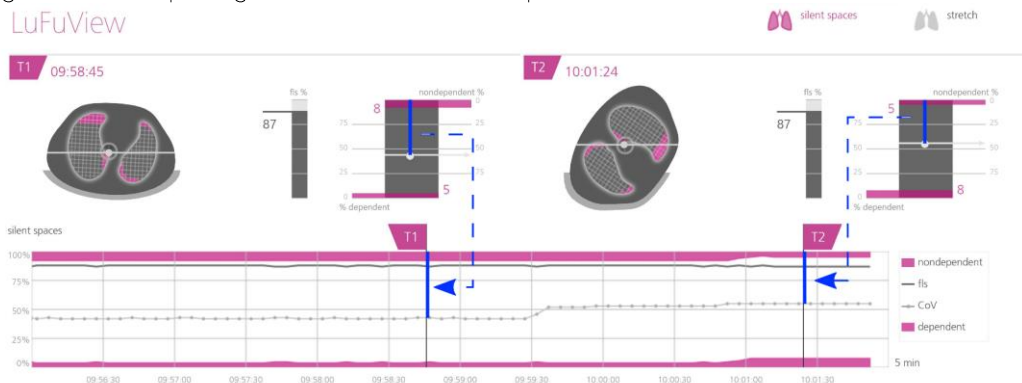 LuFuView
silent spaces
stretch
T1 09:58:45
fls %
87
nondependent %
8
0
75
25
50
50
25
75
0
5
% dependent
T2 10:01:24
fls %
87
nondependent %
5
0
75
25
50
50
25
75
0
8
% dependent
silent spaces
T1
T2
100%
75%
50%
25%
0%
nondependent
fls
CoV
dependent
5 min
09:56:30 09:57:00 09:57:30 09:58:00 09:58:30 09:59:00 09:59:30 10:00:00 10:00:30 10:01:00 10:01:30